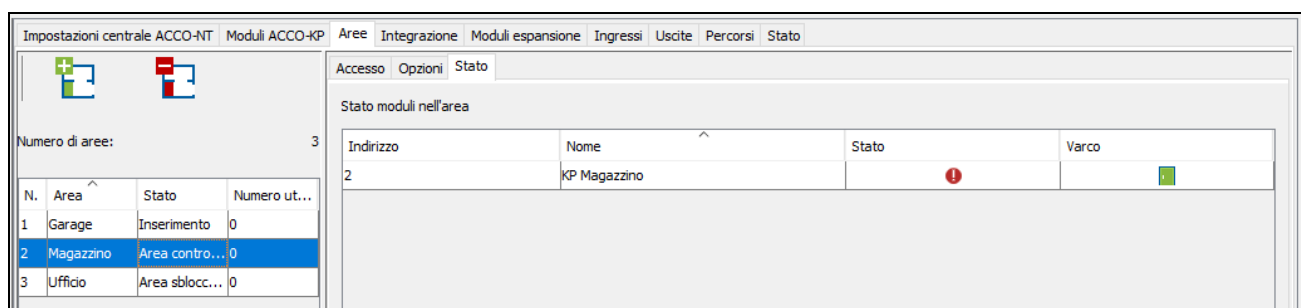 Impostazioni centrale ACCO-NT Moduli ACCO-KP Aree Integrazione Moduli espansione Ingressi Uscite Percorsi Stato
Accesso Opzioni Stato
Stato moduli nell'area
Numero di aree: 3
Indirizzo Nome Stato Varco
2 KP Magazzino
N. Area Stato Numero ut...
1 Garage Inserimento 0
2 Magazzino Area contro... 0
3 Ufficio Area sblocc... 0